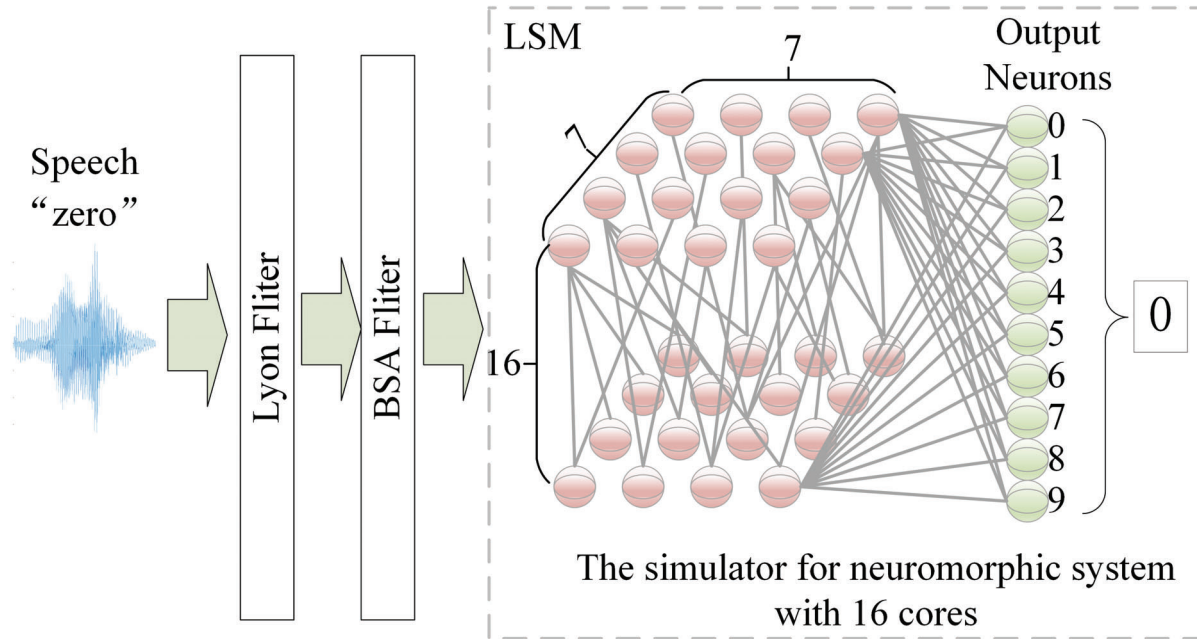 Speech
“zero”
Lyon Fliter
BSA Fliter
LSM
7
7
16
Output
Neurons
0
1
2
3
4
5
6
7
8
9
0
The simulator for neuromorphic system
with 16 cores